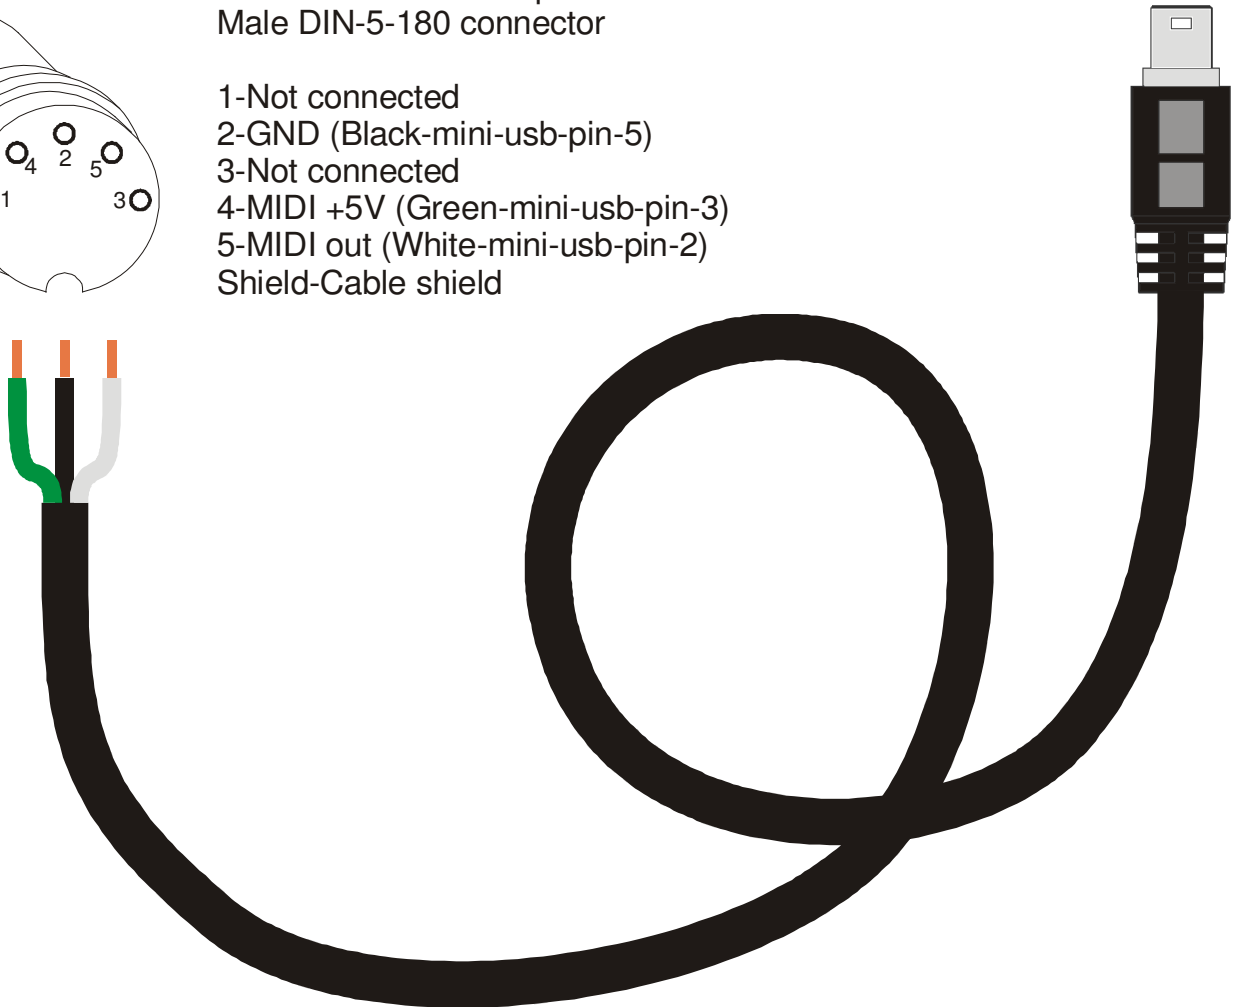 Male DIN-5-180 connector
1-Not connected
2-GND (Black-mini-usb-pin-5)
3-Not connected
4-MIDI +5V (Green-mini-usb-pin-3)
5-MIDI out (White-mini-usb-pin-2)
Shield-Cable shield
4 2 5
1 3